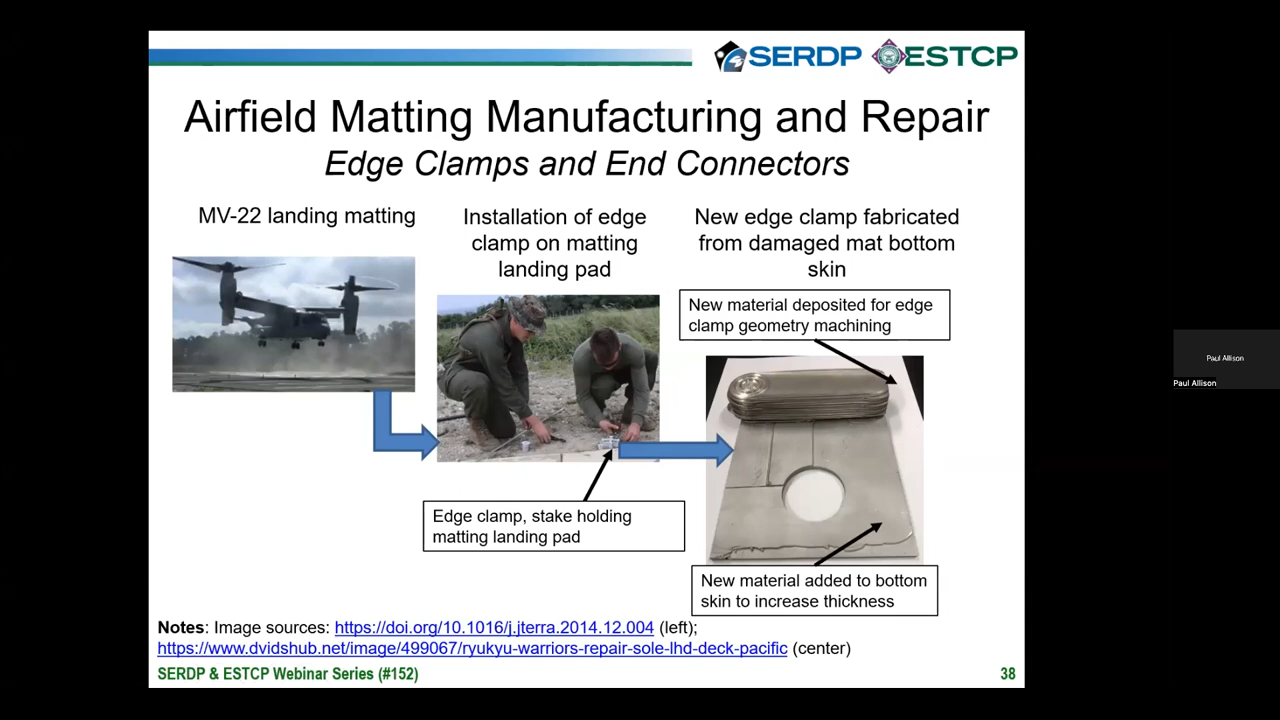 SERDP ESTCP
Airfield Matting Manufacturing and Repair
Edge Clamps and End Connectors
MV-22 landing matting
Installation of edge
clamp on matting
landing pad
New edge clamp fabricated
from damaged mat bottom
skin
New material deposited for edge
clamp geometry machining
Edge clamp, stake holding
matting landing pad
New material added to bottom
skin to increase thickness
Notes: Image sources: https://doi.org/10.1016/j.jterra.2014.12.004 (left);
https://www.dvidshub.net/image/499067/ryukyu-warriors-repair-sole-lhd-deck-pacific (center)
SERDP & ESTCP Webinar Series (#152)
38
Paul Allison
Paul Allison